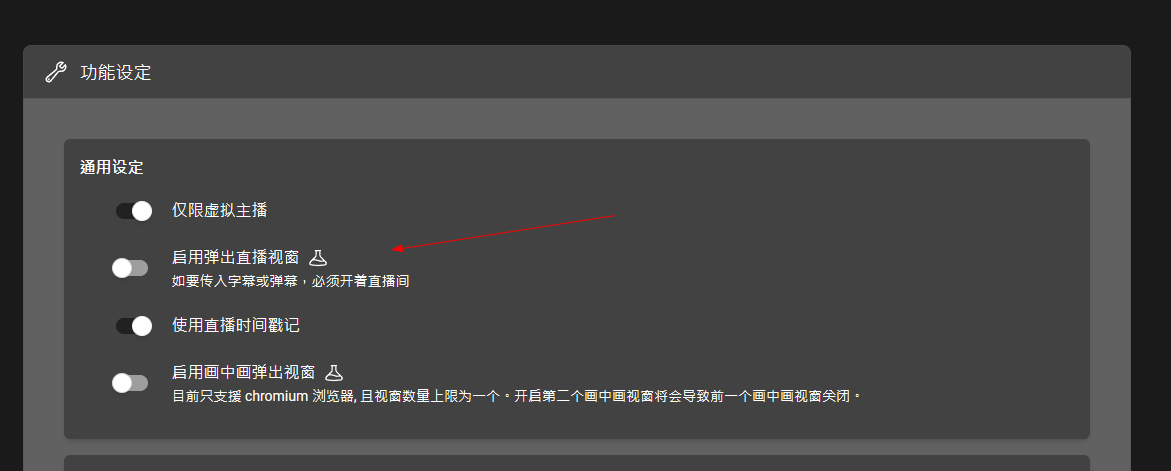 功能设定
通用设定
仅限虚拟主播
启用弹出直播视窗
如要传入字幕或弹幕，必须开着直播间
使用直播时间戳记
启用画中画弹出视窗
目前只支援 chromium 浏览器, 且视窗数量上限为一个。开启第二个画中画视窗将会导致前一个画中画视窗关闭。